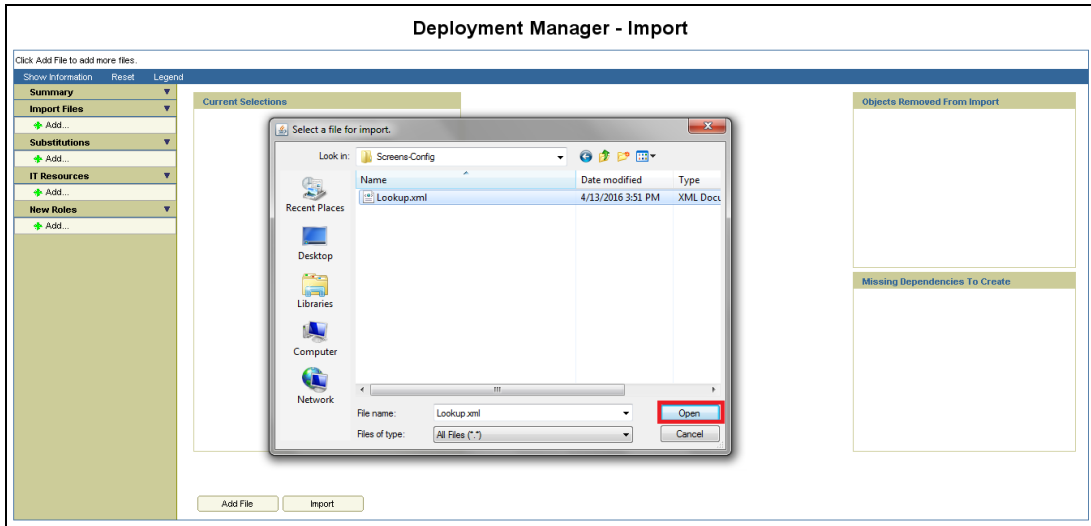 Deployment Manager - Import
Click Add File to add more files.
Show Information Reset Legend
Summary
Import Files
Add...
Substitutions
Add...
IT Resources
Add...
New Roles
Add...
Current Selections
Objects Removed From Import
Missing Dependencies To Create
Select a file for import.
Look in: Screens-Config
Name Date modified Type
Lookup.xml 4/13/2016 3:51 PM XML Docu
Recent Places
Desktop
Libraries
Computer
Network
File name: Lookup.xml Open
Files of type: All Files (*.*) Cancel
Add File Import